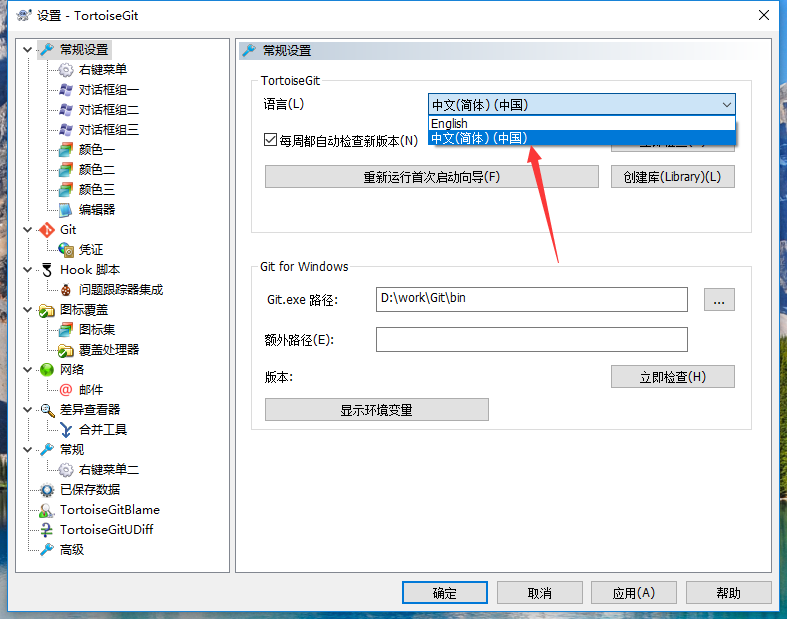 设置 - TortoiseGit
常规设置
右键菜单
对话框组一
对话框组二
对话框组三
颜色一
颜色二
颜色三
编辑器
Git
凭证
Hook 脚本
问题跟踪器集成
图标覆盖
图标集
覆盖处理器
网络
邮件
差异查看器
合并工具
常规
右键菜单二
已保存数据
TortoiseGitBlame
TortoiseGitUDiff
高级
常规设置
TortoiseGit
语言(L)
中文(简体) (中国)
English
中文(简体) (中国)
每周都自动检查新版本(N)
重新运行首次启动向导(F)
创建库(Library)(L)
Git for Windows
Git.exe 路径:
D:\work\Git\bin
...
额外路径(E):
版本:
立即检查(H)
显示环境变量
确定
取消
应用(A)
帮助